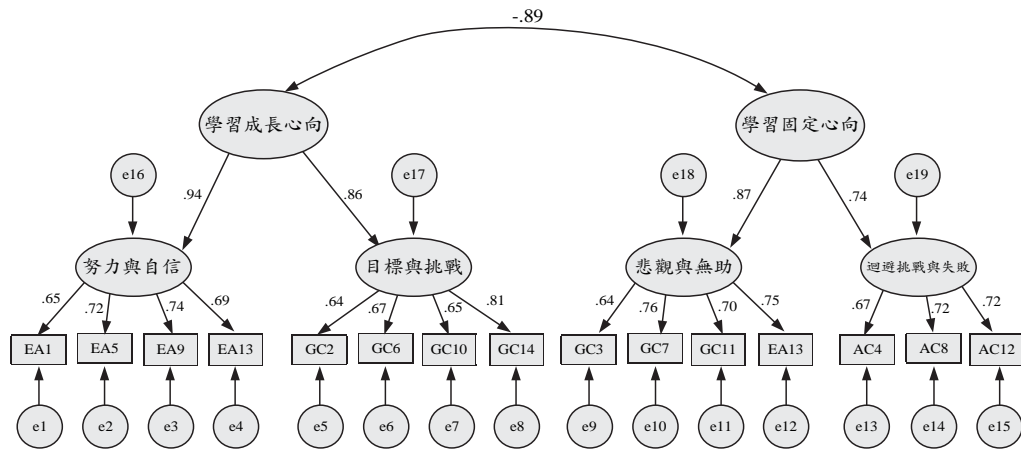 -.89
學習成長心向
學習固定心向
e16
e17
e18
e19
.94
.86
.87
.74
努力與自信
目標與挑戰
悲觀與無助
迴避挑戰與失敗
.65
.72
.74
.69
.64
.67
.65
.81
.64
.76
.70
.75
.67
.72
.72
EA1
EA5
EA9
EA13
GC2
GC6
GC10
GC14
GC3
GC7
GC11
EA13
AC4
AC8
AC12
e1
e2
e3
e4
e5
e6
e7
e8
e9
e10
e11
e12
e13
e14
e15